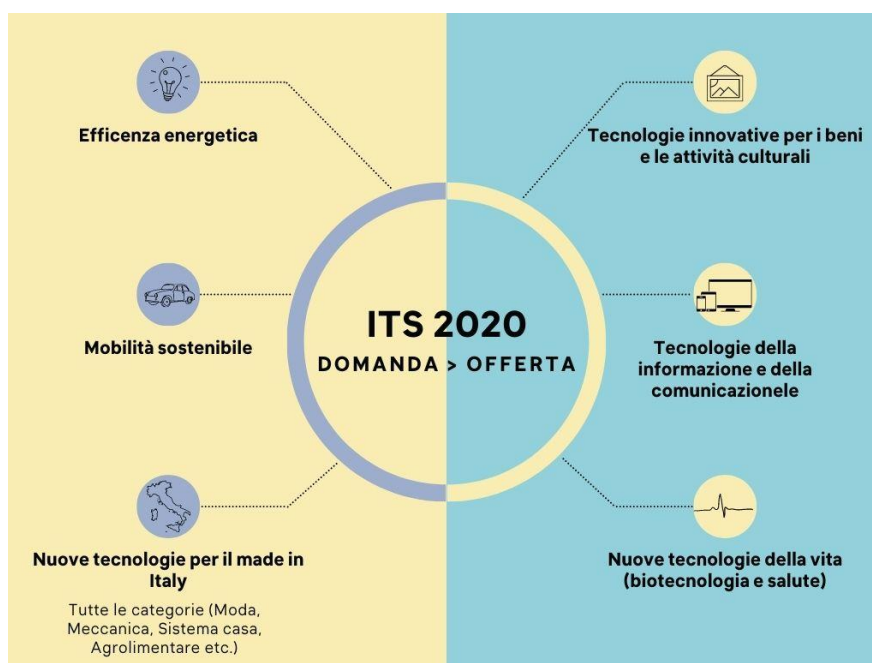 Efficenza energetica
Mobilità sostenibile
Nuove tecnologie per il made in
Italy
Tutte le categorie (Moda,
Meccanica, Sistema casa,
Agrolimentare etc.)
ITS 2020
DOMANDA > OFFERTA
Tecnologie innovative per i beni
e le attività culturali
Tecnologie della
informazione e della
comunicazionele
Nuove tecnologie della vita
(biotecnologia e salute)